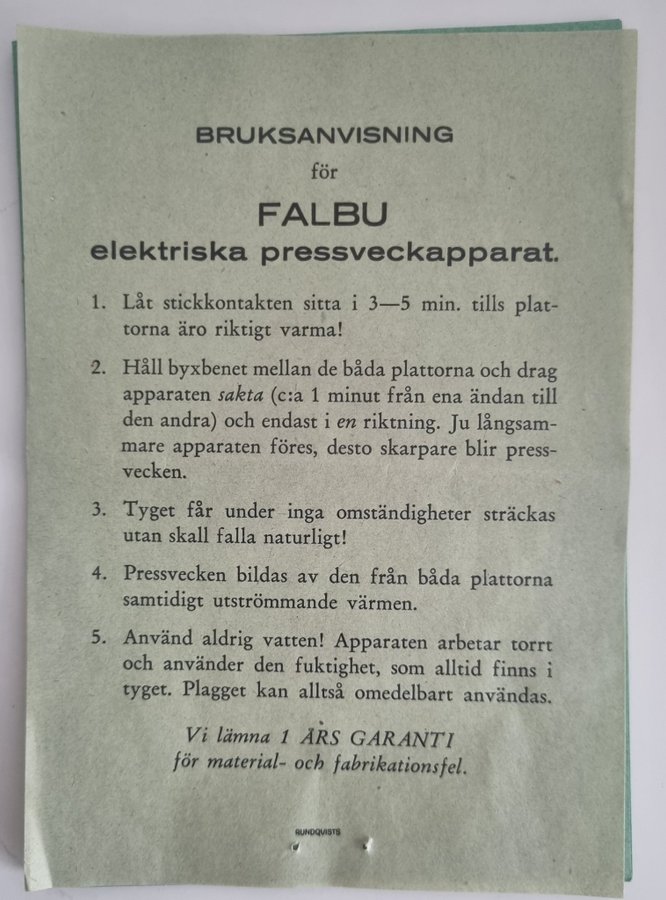 BRUKSANVISNING
för
FALBU
elektriska pressveckapparat.
1. Låt stickkontakten sitta i 3—5 min. tills plat-
torna äro riktigt varma!
2. Håll byxbenet mellan de båda plattorna och drag
apparaten sakta (c:a 1 minut från ena ändan till
den andra) och endast i en riktning. Ju långsam-
mare apparaten föres, desto skarpare blir press-
vecken.
3. Tyget får under inga omständigheter sträckas
utan skall falla naturligt!
4. Pressvecken bildas av den från båda plattorna
samtidigt utströmmande värmen.
5. Använd aldrig vatten! Apparaten arbetar torrt
och använder den fuktighet, som alltid finns i
tyget. Plagget kan alltså omedelbart användas.
Vi lämna 1 ÅRS GARANTI
för material- och fabrikationsfel.
RUNDQVISTS